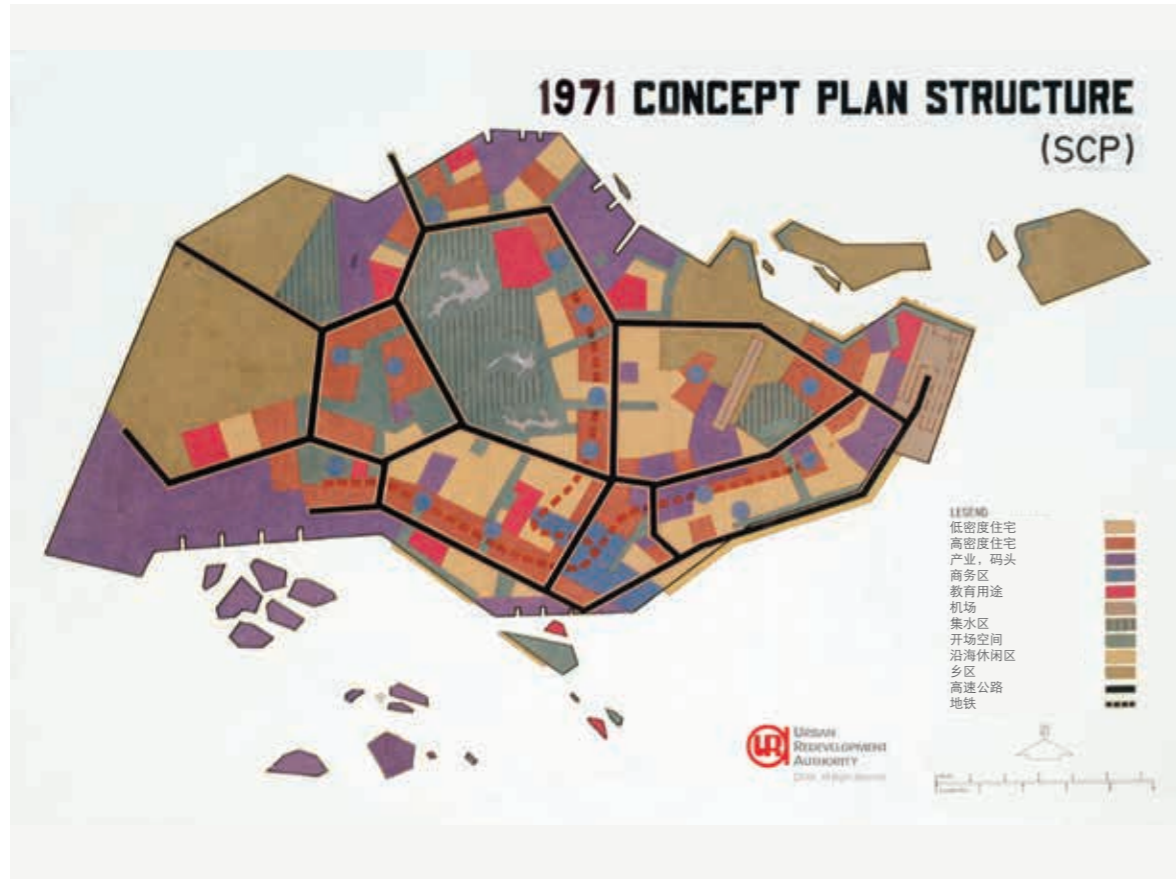 1971 CONCEPT PLAN STRUCTURE
(SCP)
LEGEND
低密度住宅
高密度住宅
产业，码头
商务区
教育用途
机场
集水区
开场空间
沿海休闲区
乡区
高速公路
地铁
URBAN
REDEVELOPMENT
AUTHORITY